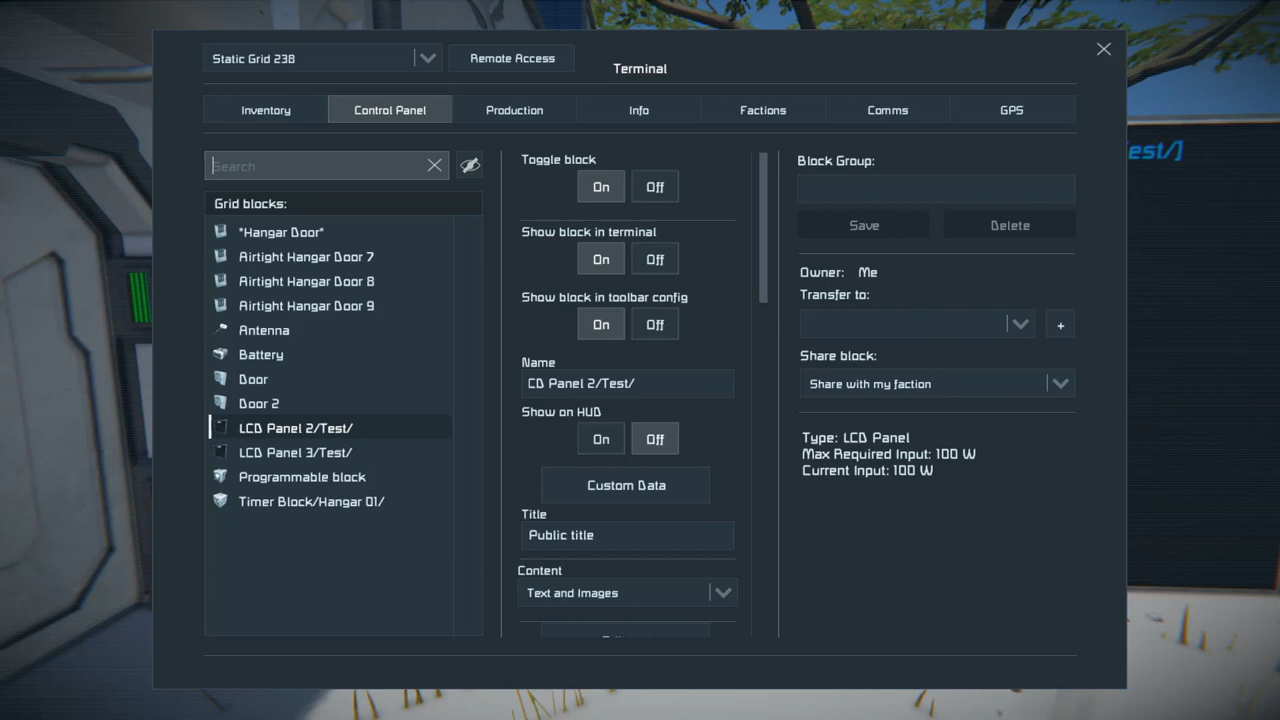 Static Grid 238
Remote Access
Terminal
Inventory
Control Panel
Production
Info
Factions
Comms
GPS
Search
Grid blocks:
*Hangar Door*
Airtight Hangar Door 7
Airtight Hangar Door 8
Airtight Hangar Door 9
Antenna
Battery
Door
Door 2
LCD Panel 2/Test/
LCD Panel 3/Test/
Programmable block
Timer Block/Hangar 01/
Toggle block
On Off
Show block in terminal
On Off
Show block in toolbar config
On Off
Name
CD Panel 2/Test/
Show on HUD
On Off
Custom Data
Title
Public title
Content
Text and Images
Block Group:
Save Delete
Owner: Me
Transfer to:
+
Share block:
Share with my faction
Type: LCD Panel
Max Required Input: 100 W
Current Input: 100 W
est/]